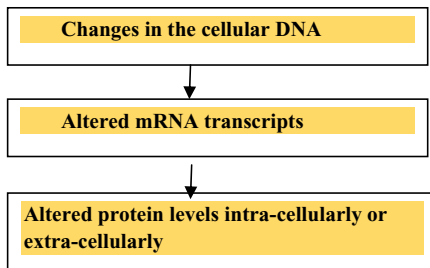 Changes in the cellular DNA
Altered mRNA transcripts
Altered protein levels intra-cellularly or
extra-cellularly